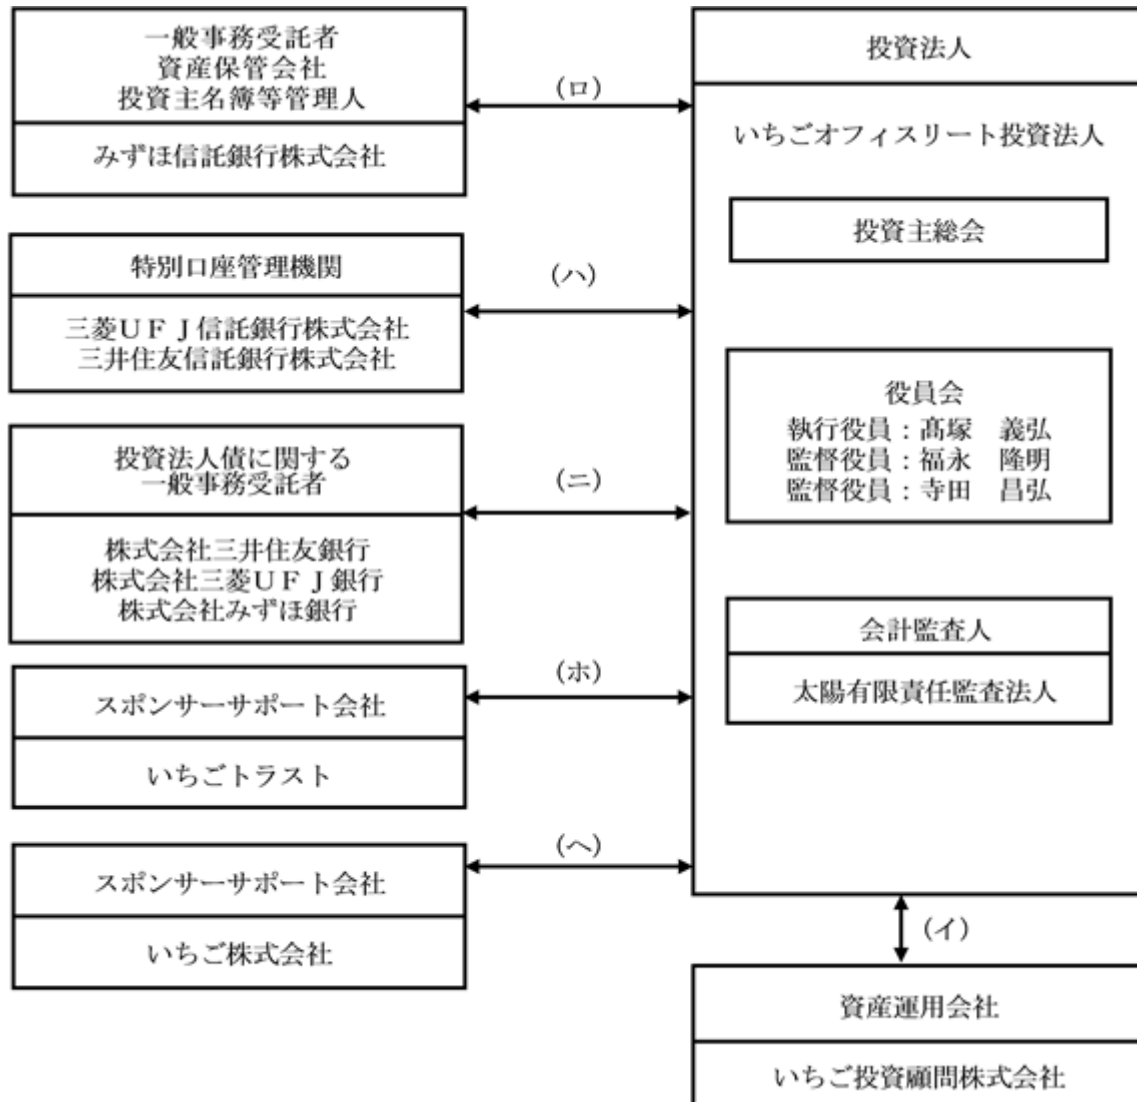 一般事務受託者
資産保管会社
投資主名簿等管理人
みずほ信託銀行株式会社
(ロ)
特別口座管理機関
三菱ＵＦＪ信託銀行株式会社
三井住友信託銀行株式会社
(ハ)
投資法人債に関する
一般事務受託者
株式会社三井住友銀行
株式会社三菱ＵＦＪ銀行
株式会社みずほ銀行
(ニ)
スポンサーサポート会社
いちごトラスト
(ホ)
スポンサーサポート会社
いちご株式会社
(ヘ)
投資法人
いちごオフィスリート投資法人
投資主総会
役員会
執行役員：髙塚　義弘
監督役員：福永　隆明
監督役員：寺田　昌弘
会計監査人
太陽有限責任監査法人
(イ)
資産運用会社
いちご投資顧問株式会社